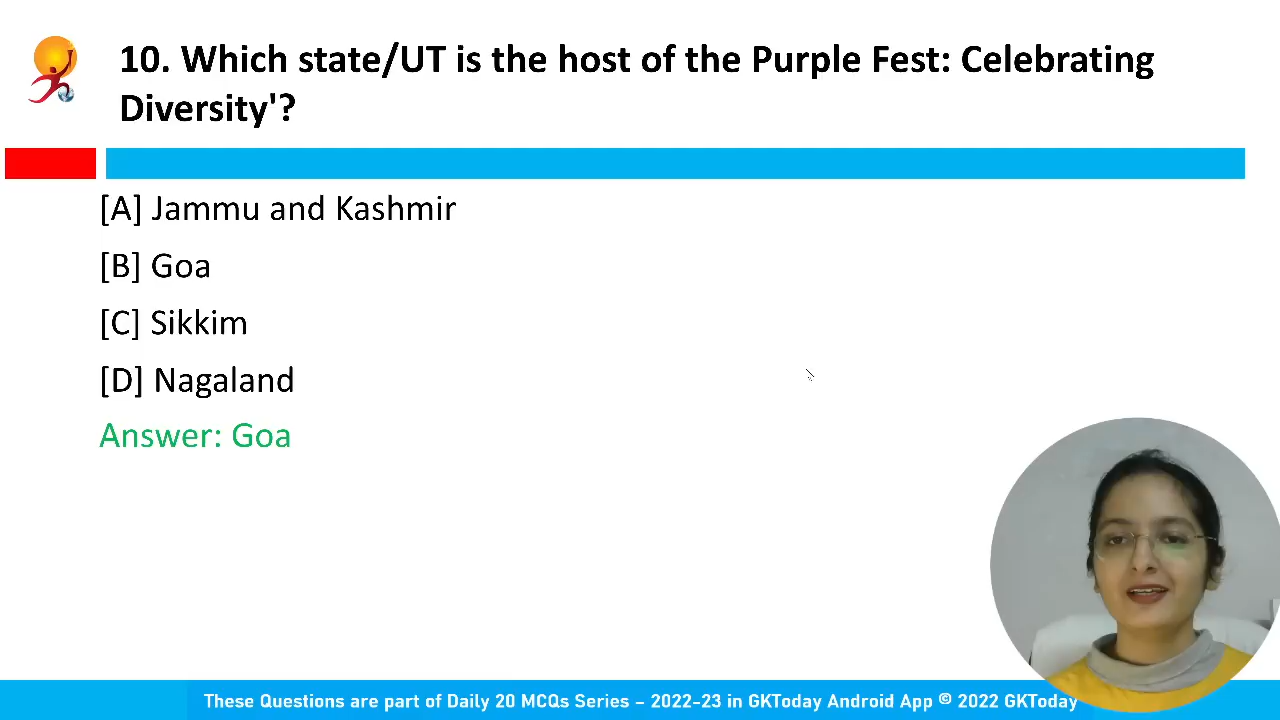 10. Which state/UT is the host of the Purple Fest: Celebrating
Diversity'?
[A] Jammu and Kashmir
[B] Goa
[C] Sikkim
[D] Nagaland
Answer: Goa
These Questions are part of Daily 20 MCQs Series – 2022-23 in GKToday Android App © 2022 GKToday